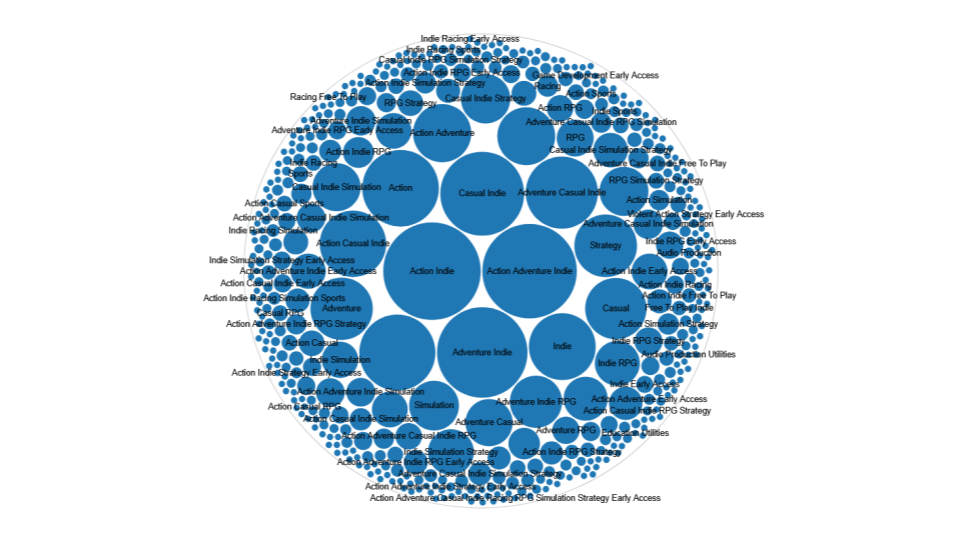 Indie Racing Early Access
Indie Racing Sports
Casual Indie RPG Simulation Strategy
Action Indie RPG Early Access
Game Development Early Access
Action Indie Simulation Strategy
Racing
Action Sports
Racing Free To Play
Casual Indie Strategy
RPG Strategy
Action RPG
Indie Sports
Adventure Indie Simulation
Adventure Casual Indie RPG Simulation
Adventure Indie RPG Early Access
Action Adventure
RPG
Action Indie RPG
Casual Indie Simulation Strategy
Indie Racing
Adventure Casual Indie Free To Play
Sports
RPG Simulation Strategy
Casual Indie Simulation
Action
Casual Indie
Adventure Casual Indie
Action Simulation
Action Casual Sports
Violent Action Strategy Early Access
Action Adventure Casual Indie Simulation
Adventure Casual Indie Simulation
Indie Racing Simulation
Action Casual Indie
Strategy
Indie RPG Early Access
Audio Production
Indie Simulation Strategy Early Access
Action Adventure Indie Early Access
Action Indie
Action Adventure Indie
Action Indie Early Access
Action Casual Indie Early Access
Action Indie Racing
Action Indie Racing Simulation Sports
Action Indie Free To Play
Adventure
Casual
Free To Play Indie
Casual RPG
Action Adventure Indie RPG Strategy
Action Simulation Strategy
Action Casual
Indie
Indie RPG Strategy
Adventure Indie
Audio Production Utilities
Indie Simulation
Indie RPG
Action Indie Strategy Early Access
Indie Early Access
Action Adventure Indie Simulation
Action Adventure Early Access
Adventure Indie RPG
Action Casual RPG
Simulation
Action Casual Indie RPG Strategy
Action Casual Indie Simulation
Adventure Casual
Adventure RPG
Education Utilities
Action Adventure Casual Indie RPG
Indie Simulation Strategy
Action Indie RPG Strategy
Action Adventure Indie RPG Early Access
Adventure Casual Indie Simulation Strategy
Action Adventure Indie Strategy Early Access
Action Adventure Casual Indie Racing RPG Simulation Strategy Early Access